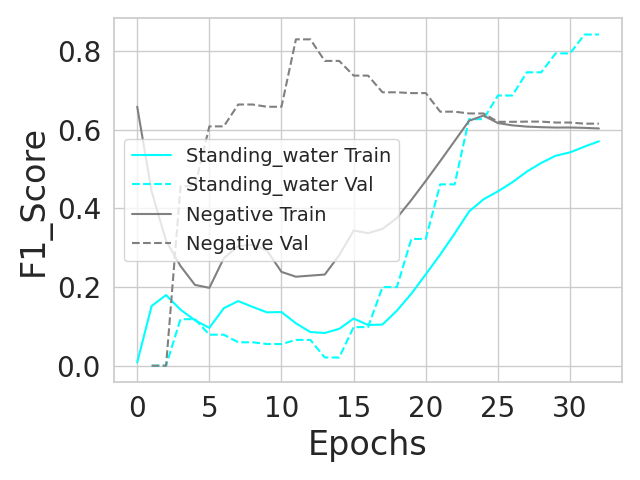 F1_Score
0.8
0.6
0.4
0.2
0.0
Standing_water Train
Standing_water Val
Negative Train
Negative Val
0 5 10 15 20 25 30
Epochs